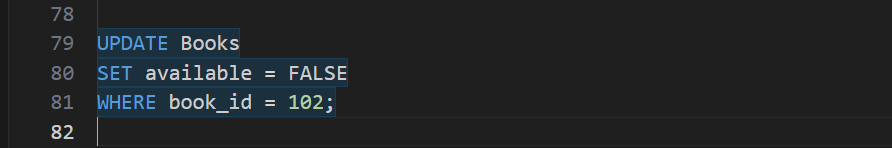 78
79 UPDATE Books
80 SET available = FALSE
81 WHERE book_id = 102;
82